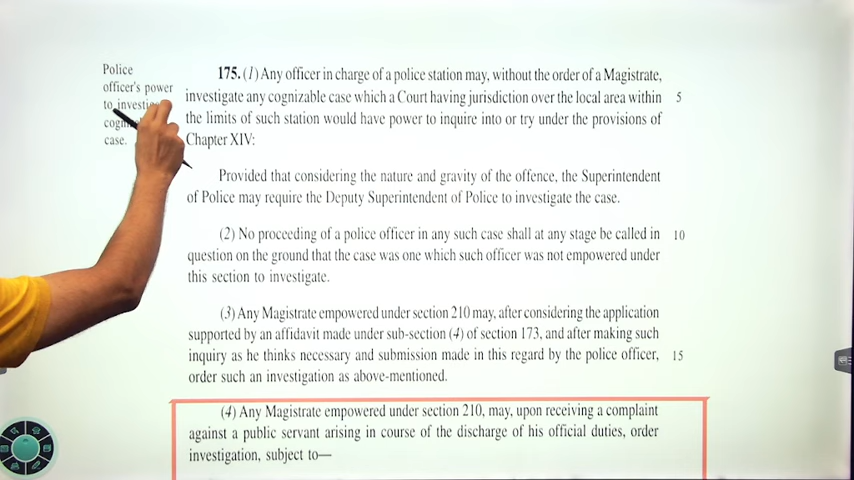 Police
officer's power
to
case.
175. (1) Any officer in charge of a police station may, without the order of a Magistrate,
investigate any cognizable case which a Court having jurisdiction over the local area within 5
the limits of such station would have power to inquire into or try under the provisions of
Chapter XIV:
Provided that considering the nature and gravity of the offence, the Superintendent
of Police may require the Deputy Superintendent of Police to investigate the case.
(2) No proceeding of a police officer in any such case shall at any stage be called in 10
question on the ground that the case was one which such officer was not empowered under
this section to investigate.
(3) Any Magistrate empowered under section 210 may, after considering the application
supported by an affidavit made under sub-section (4) of section 173, and after making such
inquiry as he thinks necessary and submission made in this regard by the police officer, 15
order such an investigation as above-mentioned.
(4) Any Magistrate empowered under section 210, may, upon receiving a complaint
against a public servant arising in course of the discharge of his official duties, order
investigation, subject to—